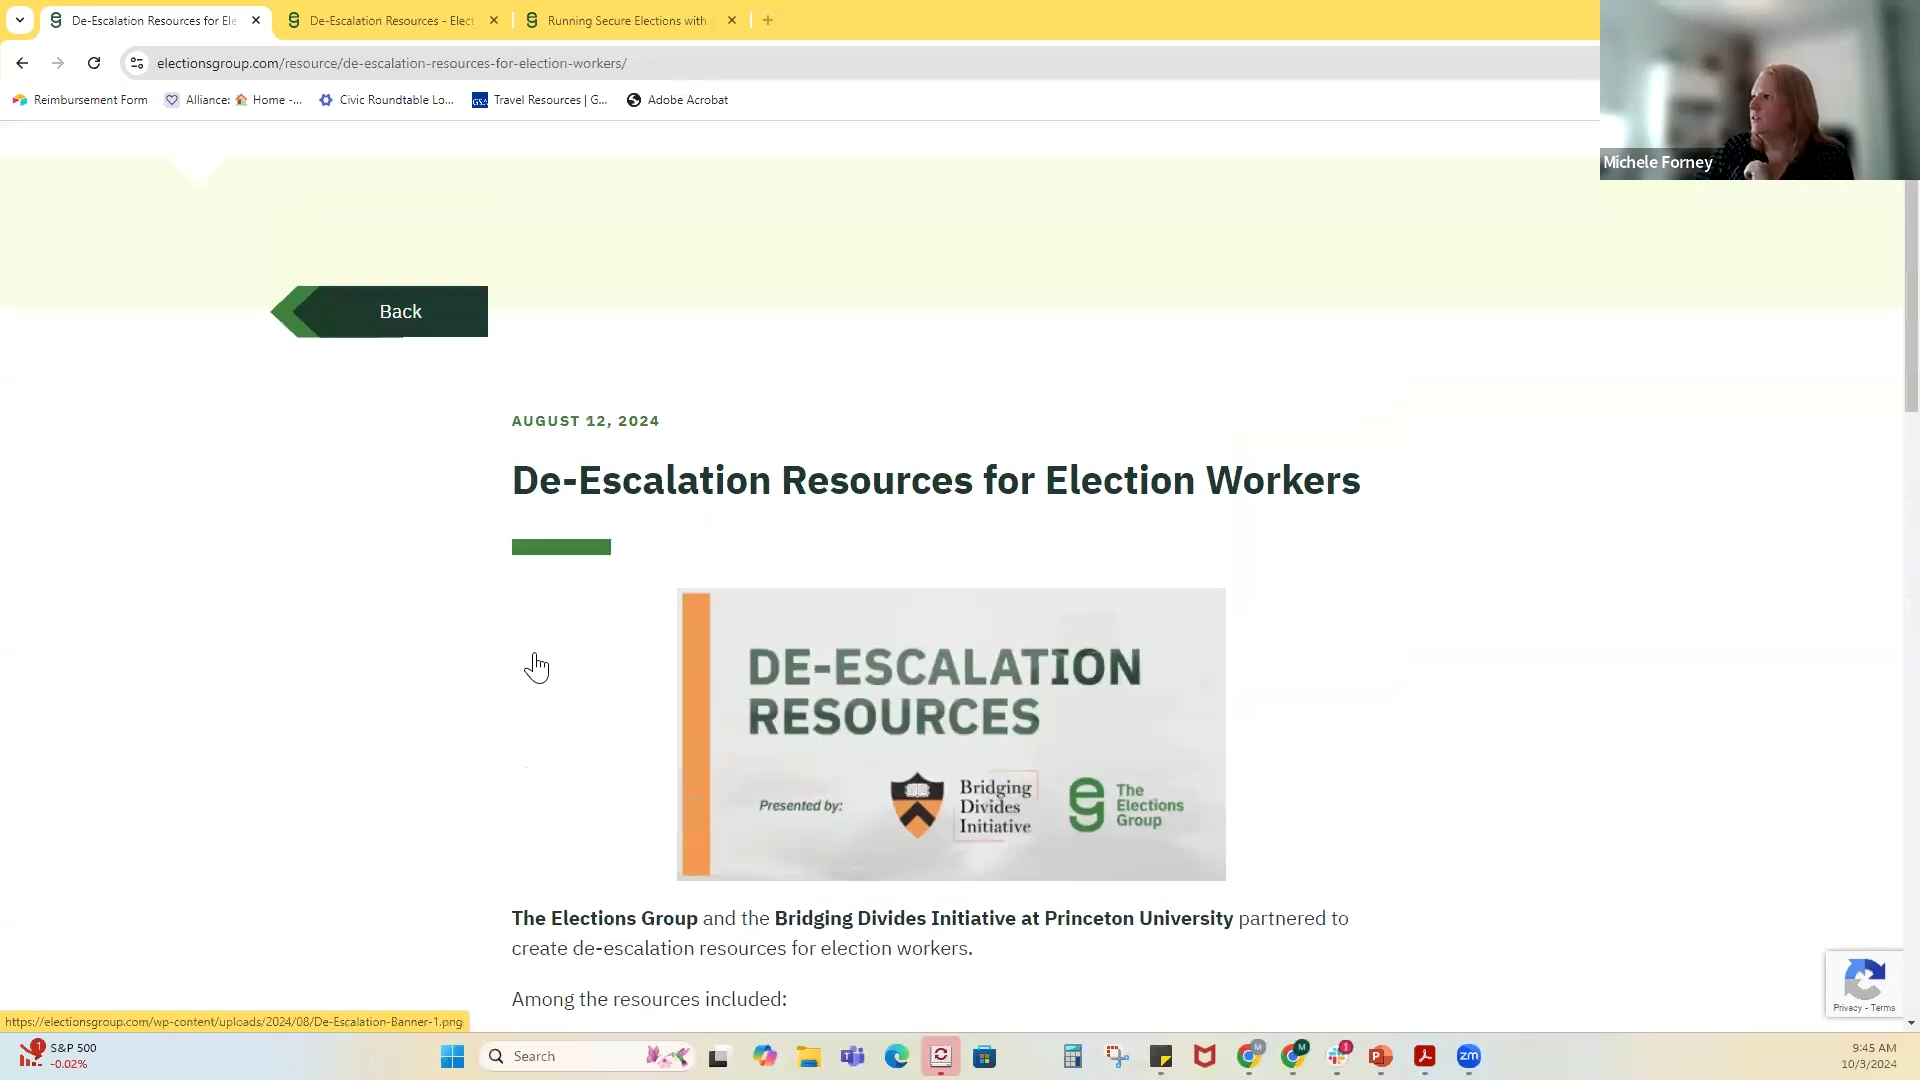 De-Escalation Resources for Ele
De-Escalation Resources - Elect
Running Secure Elections with
electionsgroup.com/resource/de-escalation-resources-for-election-workers/
Reimbursement Form
Alliance: Home -...
Civic Roundtable Lo...
GSA
Travel Resources | G...
Adobe Acrobat
Michele Forney
Back
AUGUST 12, 2024
De-Escalation Resources for Election Workers
DE-ESCALATION
RESOURCES
Presented by:
Bridging
Divides
Initiative
The
Elections
Group
The Elections Group and the Bridging Divides Initiative at Princeton University partnered to
create de-escalation resources for election workers.
Among the resources included:
Privacy - Terms
https://electionsgroup.com/wp-content/uploads/2024/08/De-Escalation-Banner-1.png
1
S&P 500
-0.02%
Search
M
M
1
P
zm
9:45 AM
10/3/2024